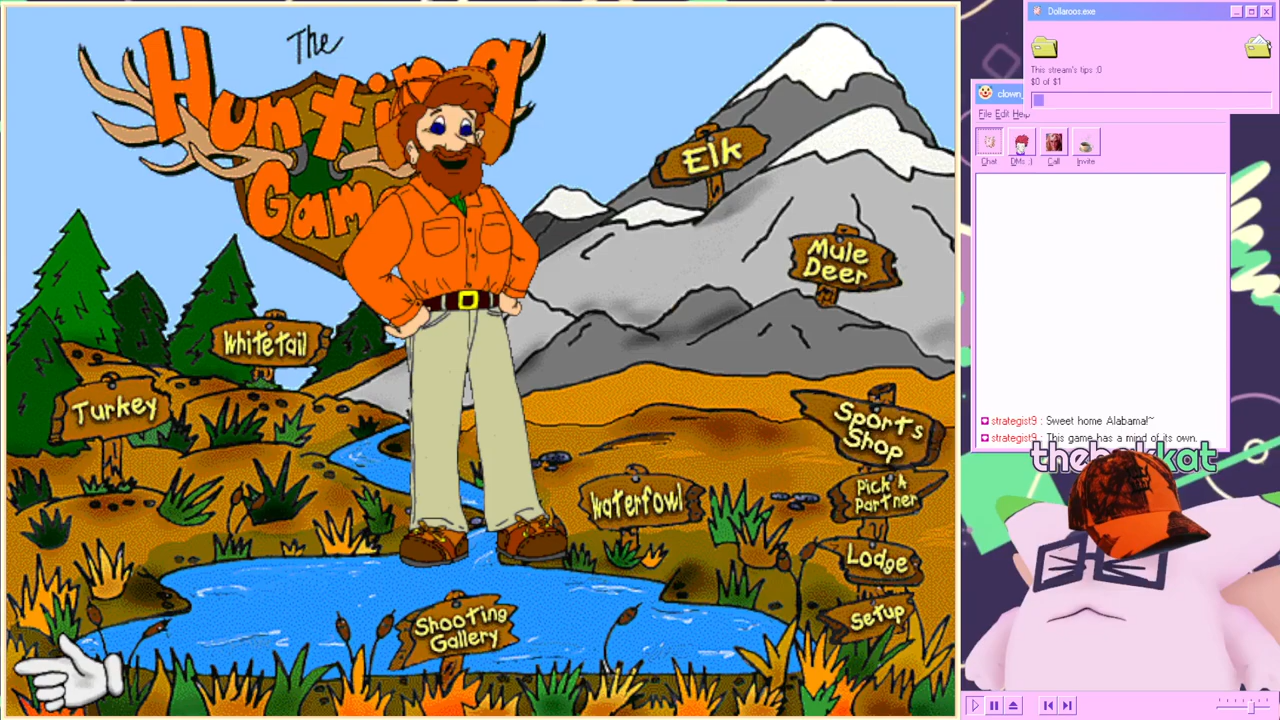 The
Hunting
Game
Elk
Mule
Deer
Whitetail
Turkey
Sports
Shop
Waterfowl
Pick A
Partner
Lodge
Setup
Shooting
Gallery
Dollaroos.exe
This stream's tips :0
$0 of $1
clown_
File Edit Help
Chat
DMs :)
Call
Invite
strategist9 : Sweet home Alabama!~
strategist9 : This game has a mind of its own.